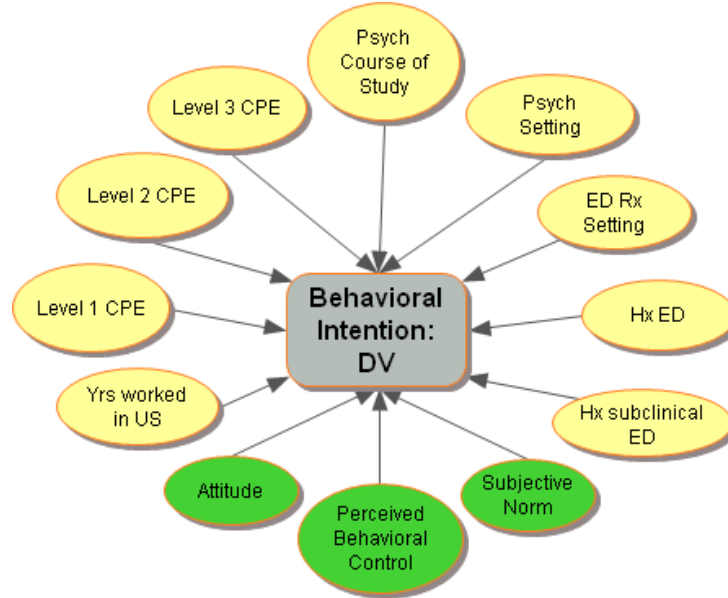 Psych
Course of
Study
Level 3 CPE
Psych
Setting
Level 2 CPE
ED Rx
Setting
Behavioral
Intention:
DV
Level 1 CPE
Hx ED
Yrs worked
in US
Hx subclinical
ED
Attitude
Subjective
Norm
Perceived
Behavioral
Control